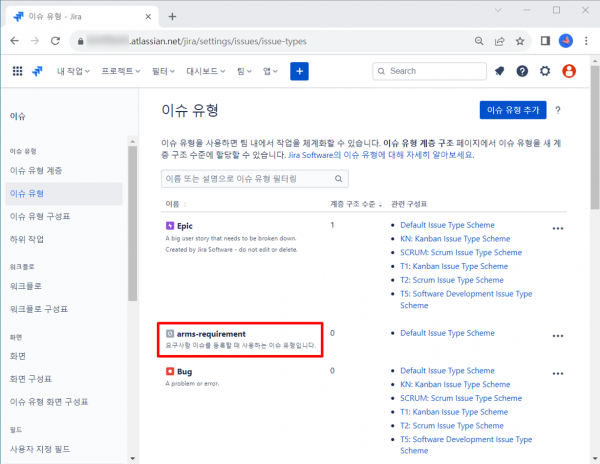 이슈 유형 - Jira
.atlassian.net/jira/settings/issues/issue-types
내 작업 프로젝트 필터 대시보드 팀 앱 Search
이슈
이슈 유형
이슈 유형 계층
이슈 유형
이슈 유형 구성표
하위 작업
워크플로
워크플로
워크플로 구성표
화면
화면
화면 구성표
이슈 유형 화면 구성표
필드
사용자 지정 필드
이슈 유형
이슈 유형 추가
이슈 유형을 사용하면 팀 내에서 작업을 체계화할 수 있습니다. 이슈 유형 계층 구조 페이지에서 이슈 유형을 새 계
층 구조 수준에 할당할 수 있습니다. Jira Software의 이슈 유형에 대해 자세히 알아보세요.
이름 또는 설명으로 이슈 유형 필터링
이름 계층 구조 수준 관련 구성표
Epic
A big user story that needs to be broken down.
Created by Jira Software - do not edit or delete.
1
Default Issue Type Scheme
KN: Kanban Issue Type Scheme
SCRUM: Scrum Issue Type Scheme
T1: Kanban Issue Type Scheme
T2: Scrum Issue Type Scheme
T5: Software Development Issue Type
Scheme
arms-requirement
요구사항 이슈를 등록할 때 사용하는 이슈 유형입니다.
0
Default Issue Type Scheme
Bug
A problem or error.
0
Default Issue Type Scheme
KN: Kanban Issue Type Scheme
SCRUM: Scrum Issue Type Scheme
T1: Kanban Issue Type Scheme
T2: Scrum Issue Type Scheme
T5: Software Development Issue Type
Scheme